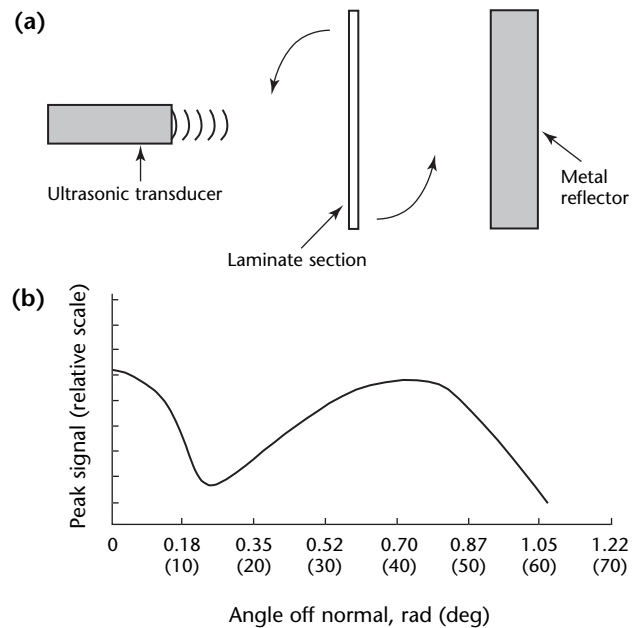 (a)
Ultrasonic transducer
Laminate section
Metal
reflector
(b)
Peak signal (relative scale)
0 0.18 0.35 0.52 0.70 0.87 1.05 1.22
(10) (20) (30) (40) (50) (60) (70)
Angle off normal, rad (deg)